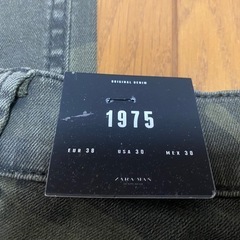 ORIGINAL DENIM
1975
EUR 38 USA 30 MEX 30
ZARA MAN